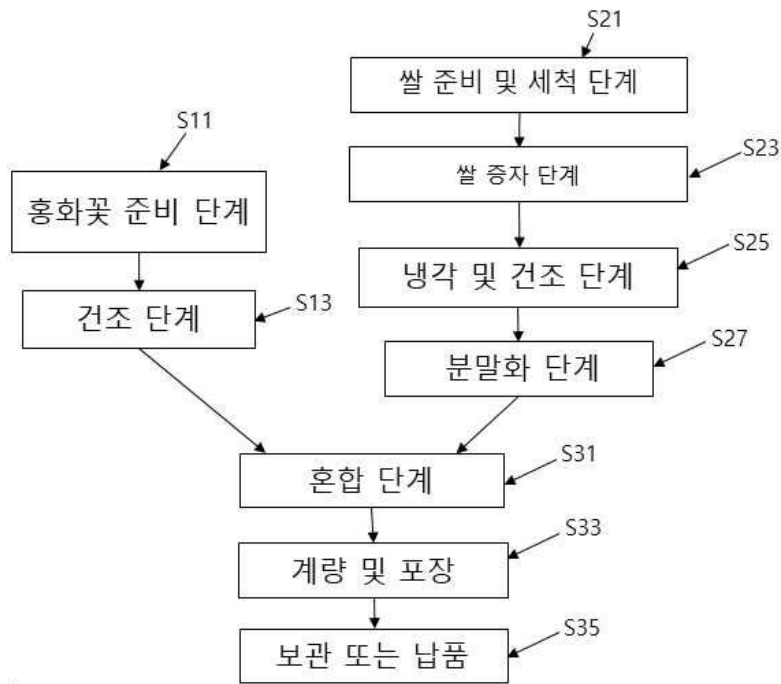 S21
쌀 준비 및 세척 단계
S11
S23
쌀 증자 단계
홍화꽃 준비 단계
S25
냉각 및 건조 단계
S13
건조 단계
S27
분말화 단계
S31
혼합 단계
S33
계량 및 포장
S35
보관 또는 납품